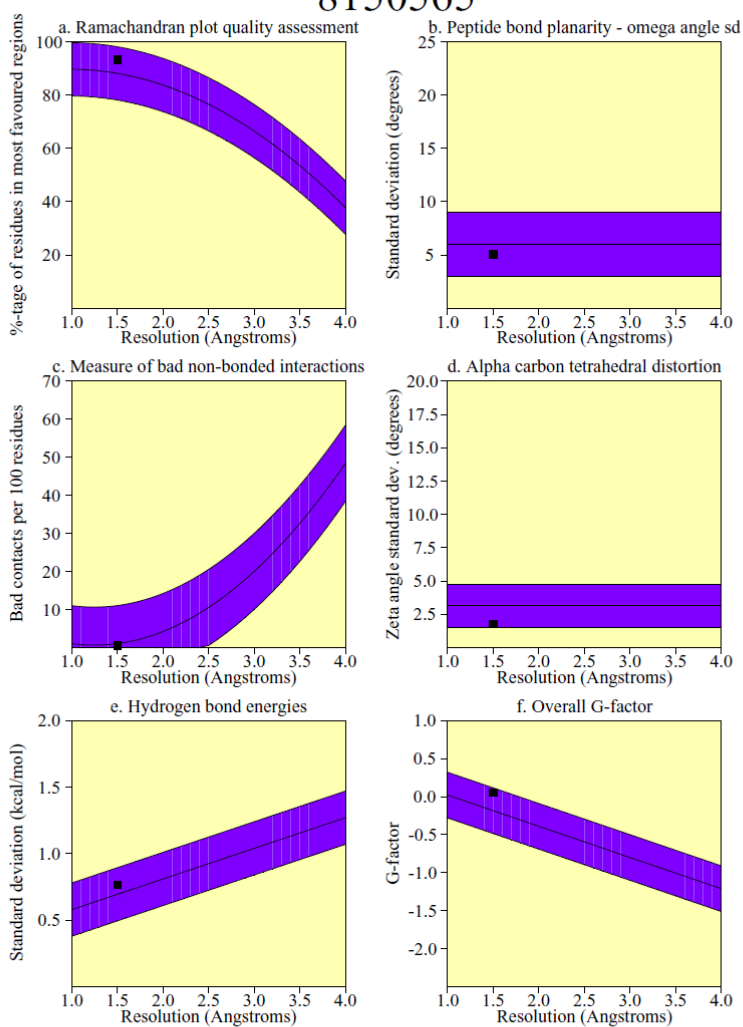 8150565
a. Ramachandran plot quality assessment
%-tage of residues in most favoured regions
100
80
60
40
20
1.0 1.5 2.0 2.5 3.0 3.5 4.0
Resolution (Angstroms)
b. Peptide bond planarity - omega angle sd
Standard deviation (degrees)
25
20
15
10
5
1.0 1.5 2.0 2.5 3.0 3.5 4.0
Resolution (Angstroms)
c. Measure of bad non-bonded interactions
Bad contacts per 100 residues
70
60
50
40
30
20
10
1.0 1.5 2.0 2.5 3.0 3.5 4.0
Resolution (Angstroms)
d. Alpha carbon tetrahedral distortion
Zeta angle standard dev. (degrees)
20.0
17.5
15.0
12.5
10.0
7.5
5.0
2.5
1.0 1.5 2.0 2.5 3.0 3.5 4.0
Resolution (Angstroms)
e. Hydrogen bond energies
Standard deviation (kcal/mol)
2.0
1.5
1.0
0.5
1.0 1.5 2.0 2.5 3.0 3.5 4.0
Resolution (Angstroms)
f. Overall G-factor
G-factor
1.0
0.5
0.0
-0.5
-1.0
-1.5
-2.0
1.0 1.5 2.0 2.5 3.0 3.5 4.0
Resolution (Angstroms)